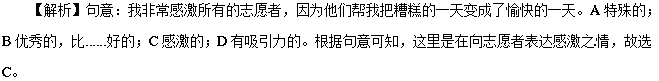 【解析】句意：我非常感激所有的志愿者，因为他们帮我把糟糕的一天变成了愉快的一天。A 特殊的；
B 优秀的，比……好的；C 感激的；D 有吸引力的。根据句意可知，这里是在向志愿者表达感激之情，故选
C。